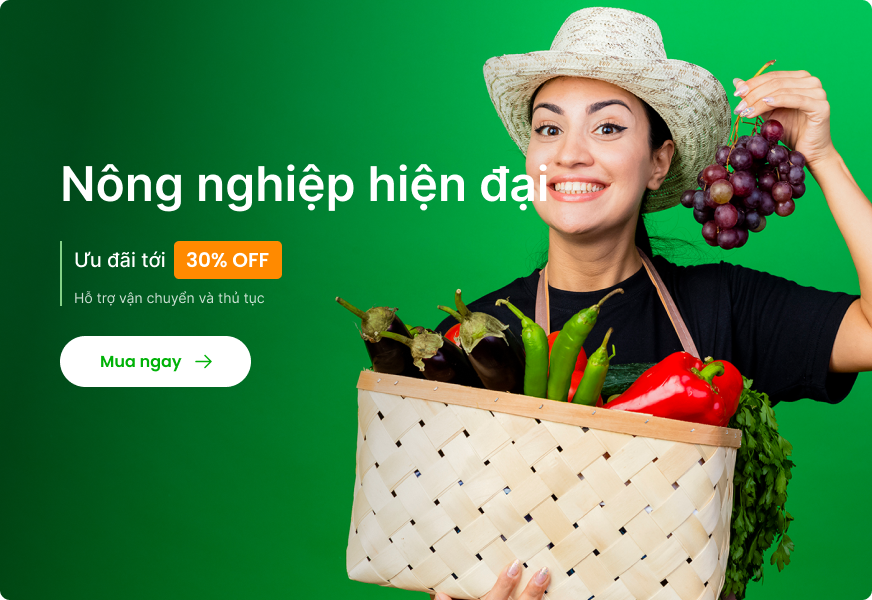 Nông nghiệp hiện đại
Ưu đãi tới 30% OFF
Hỗ trợ vận chuyển và thủ tục
Mua ngay →